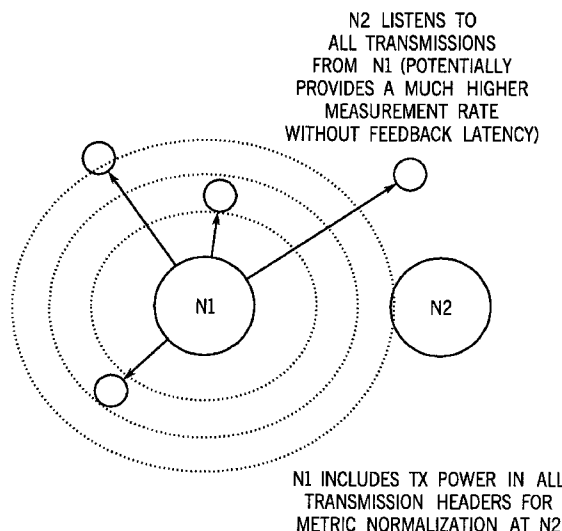 N2 LISTENS TO
ALL TRANSMISSIONS
FROM N1 (POTENTIALLY
PROVIDES A MUCH HIGHER
MEASUREMENT RATE
WITHOUT FEEDBACK LATENCY)
N1
N2
N1 INCLUDES TX POWER IN ALL
TRANSMISSION HEADERS FOR
METRIC NORMALIZATION AT N2